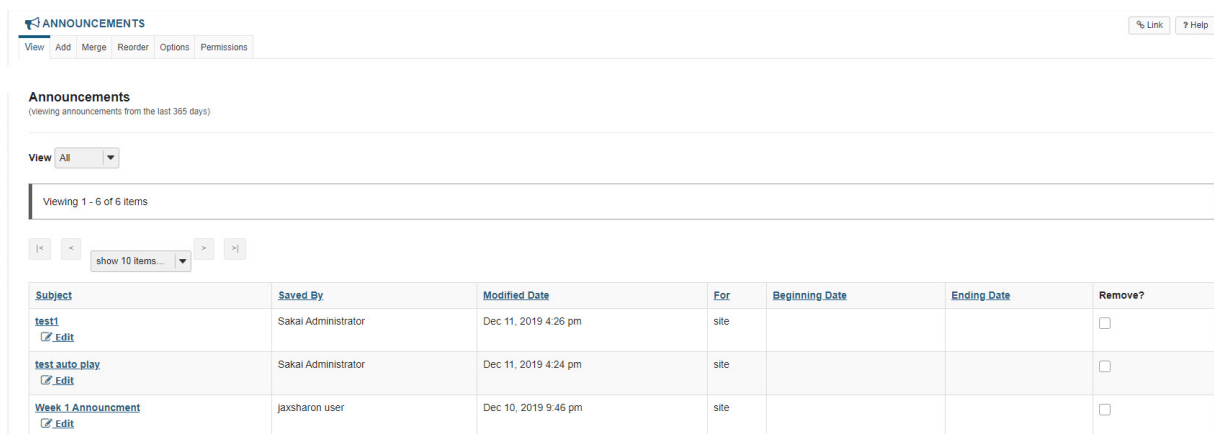 ANNOUNCEMENTS
Link ? Help
View Add Merge Reorder Options Permissions
Announcements
(viewing announcements from the last 365 days)
View All
Viewing 1 - 6 of 6 items
|< < show 10 items... > >|
Subject Saved By Modified Date For Beginning Date Ending Date Remove?
test1 Sakai Administrator Dec 11, 2019 4:26 pm site
Edit
test auto play Sakai Administrator Dec 11, 2019 4:24 pm site
Edit
Week 1 Announcment jaxsharon user Dec 10, 2019 9:46 pm site
Edit